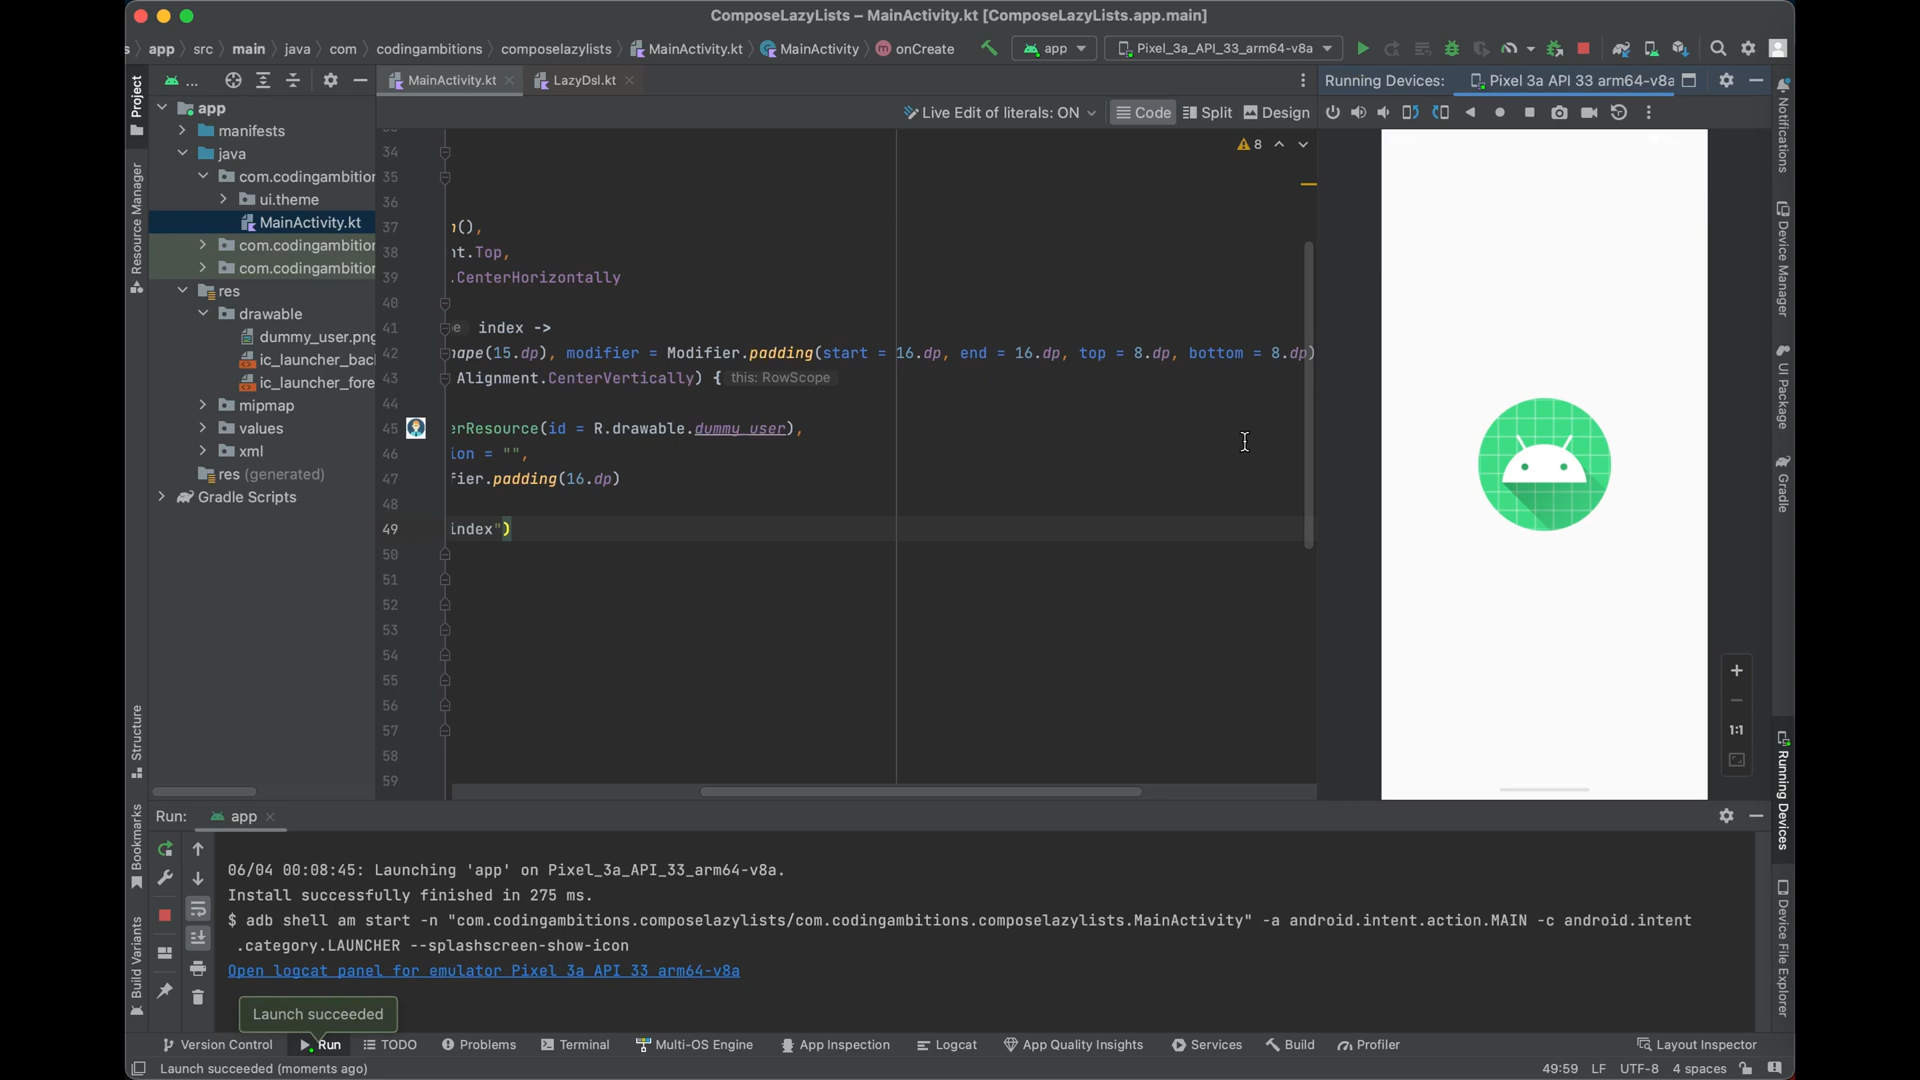 ComposeLazyLists – MainActivity.kt [ComposeLazyLists.app.main]
s app src main java com codingambitions composelazylists MainActivity.kt MainActivity onCreate app Pixel_3a_API_33_arm64-v8a
Project ... MainActivity.kt LazyDsl.kt Running Devices: Pixel 3a API 33 arm64-v8a
Live Edit of literals: ON Code Split Design
app
manifests
java
com.codingambition
ui.theme
MainActivity.kt
com.codingambition
com.codingambition
res
drawable
dummy_user.png
ic_launcher_bac
ic_launcher_fore
mipmap
values
xml
res (generated)
Gradle Scripts
8
34
35
36
37 n(),
38 nt.Top,
39 .CenterHorizontally
40
41 index ->
42 hape(15.dp), modifier = Modifier.padding(start = 16.dp, end = 16.dp, top = 8.dp, bottom = 8.dp)
43 Alignment.CenterVertically) { this: RowScope
44
45 erResource(id = R.drawable.dummy_user),
46 ion = "",
47 fier.padding(16.dp)
48
49 index")
50
51
52
53
54
55
56
57
58
59
1:1
Resource Manager
Structure
Bookmarks
Build Variants
Notifications
Device Manager
UI Package
Gradle
Running Devices
Device File Explorer
Run: app
06/04 00:08:45: Launching 'app' on Pixel_3a_API_33_arm64-v8a.
Install successfully finished in 275 ms.
$ adb shell am start -n "com.codingambitions.composelazylists/com.codingambitions.composelazylists.MainActivity" -a android.intent.action.MAIN -c android.intent
.category.LAUNCHER --splashscreen-show-icon
Open logcat panel for emulator Pixel 3a API 33 arm64-v8a
Launch succeeded
Version Control Run TODO Problems Terminal Multi-OS Engine App Inspection Logcat App Quality Insights Services Build Profiler Layout Inspector
Launch succeeded (moments ago) 49:59 LF UTF-8 4 spaces